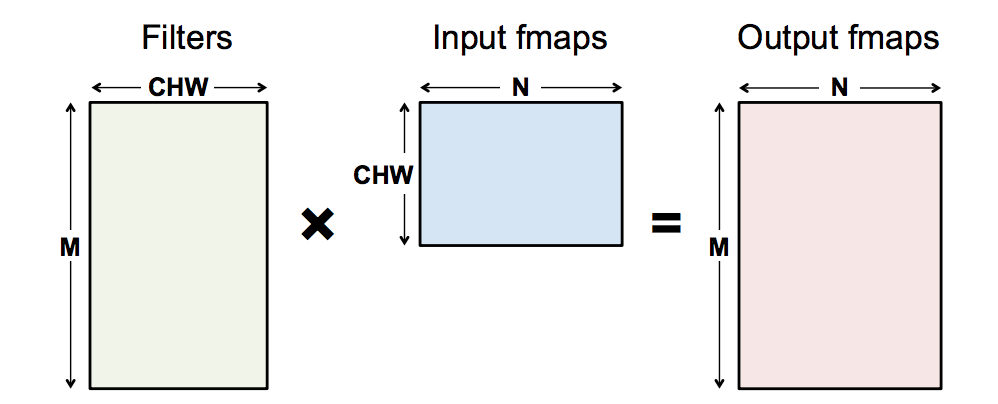 Filters
Input fmaps
Output fmaps
CHW
N
N
CHW
M
×
=
M